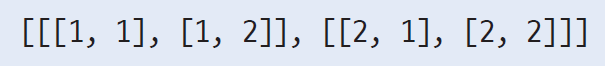 [[[1, 1], [1, 2]], [[2, 1], [2, 2]]]